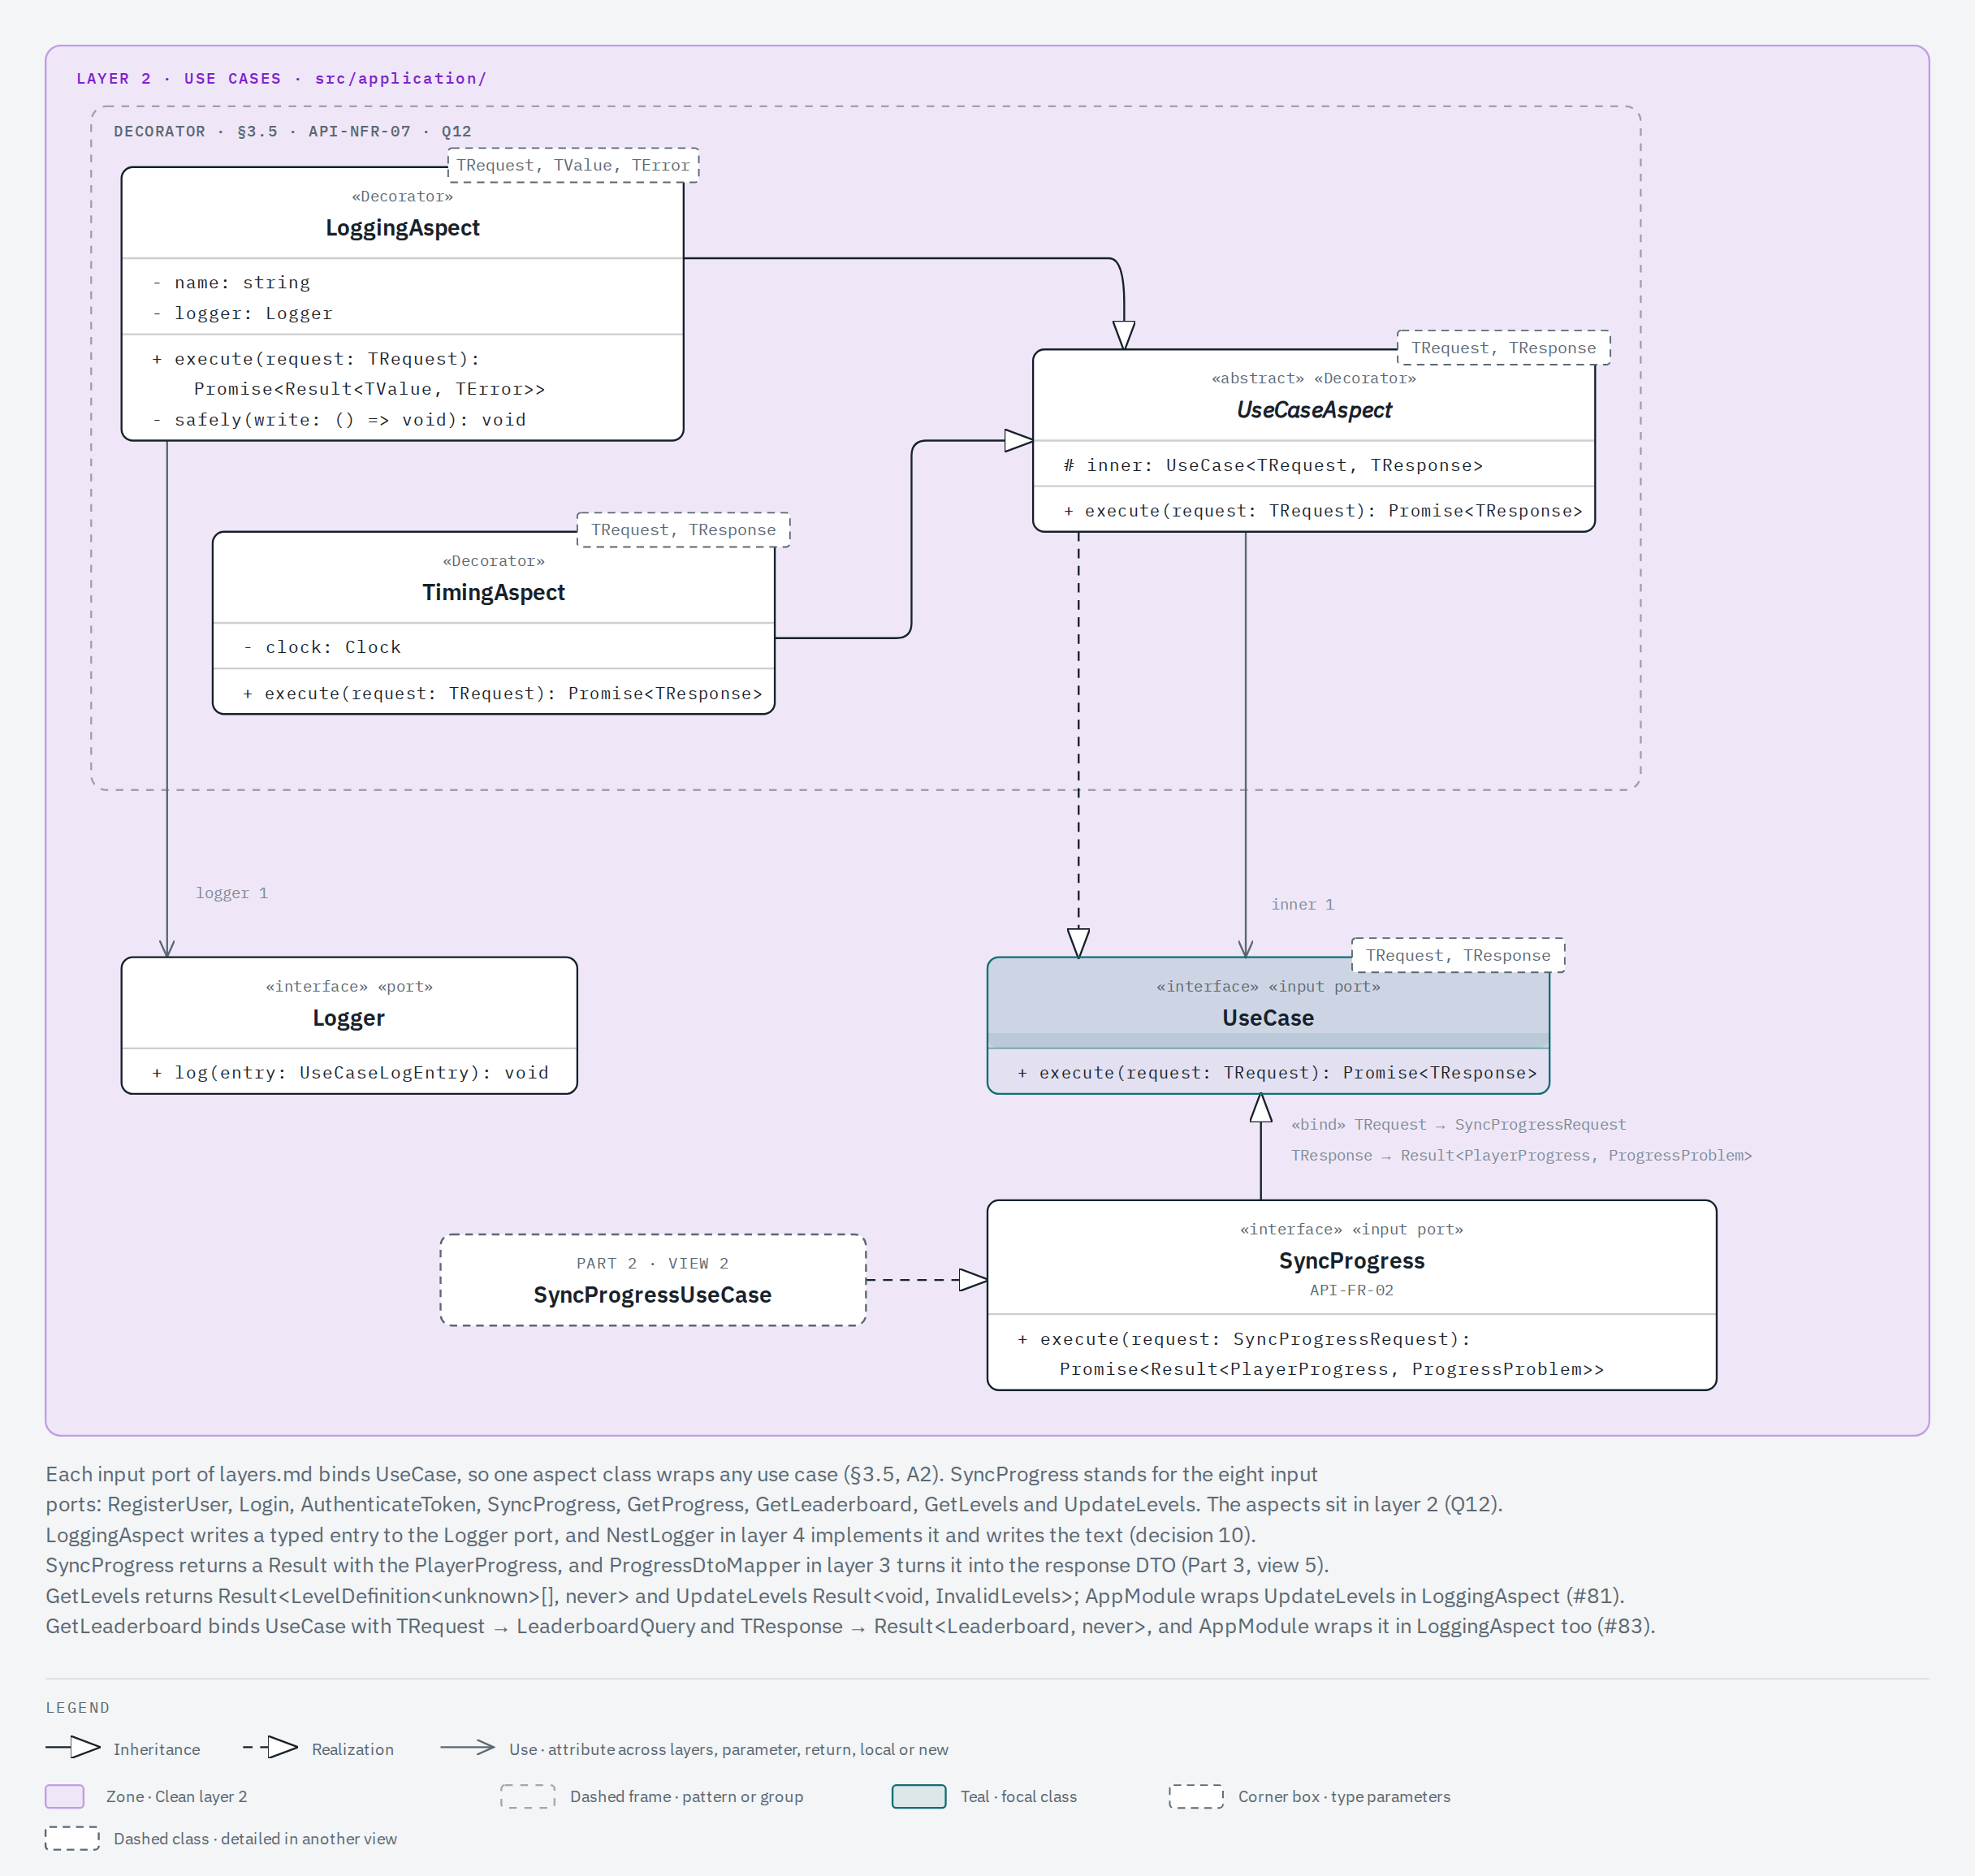 LAYER 2 · USE CASES · src/application/
DECORATOR · §3.5 · API-NFR-07 · Q12
TRequest, TValue, TError
«Decorator»
LoggingAspect
- name: string
- logger: Logger
+ execute(request: TRequest):
Promise<Result<TValue, TError>>
- safely(write: () => void): void
TRequest, TResponse
«abstract» «Decorator»
UseCaseAspect
# inner: UseCase<TRequest, TResponse>
+ execute(request: TRequest): Promise<TResponse>
TRequest, TResponse
«Decorator»
TimingAspect
- clock: Clock
+ execute(request: TRequest): Promise<TResponse>
logger 1
inner 1
«interface» «port»
Logger
+ log(entry: UseCaseLogEntry): void
TRequest, TResponse
«interface» «input port»
UseCase
+ execute(request: TRequest): Promise<TResponse>
«bind» TRequest → SyncProgressRequest
TResponse → Result<PlayerProgress, ProgressProblem>
PART 2 · VIEW 2
SyncProgressUseCase
«interface» «input port»
SyncProgress
API-FR-02
+ execute(request: SyncProgressRequest):
Promise<Result<PlayerProgress, ProgressProblem>>
Each input port of layers.md binds UseCase, so one aspect class wraps any use case (§3.5, A2). SyncProgress stands for the eight input
ports: RegisterUser, Login, AuthenticateToken, SyncProgress, GetProgress, GetLeaderboard, GetLevels and UpdateLevels. The aspects sit in layer 2 (Q12).
LoggingAspect writes a typed entry to the Logger port, and NestLogger in layer 4 implements it and writes the text (decision 10).
SyncProgress returns a Result with the PlayerProgress, and ProgressDtoMapper in layer 3 turns it into the response DTO (Part 3, view 5).
GetLevels returns Result<LevelDefinition<unknown>[], never> and UpdateLevels Result<void, InvalidLevels>; AppModule wraps UpdateLevels in LoggingAspect (#81).
GetLeaderboard binds UseCase with TRequest → LeaderboardQuery and TResponse → Result<Leaderboard, never>, and AppModule wraps it in LoggingAspect too (#83).
LEGEND
Inheritance
Realization
Use · attribute across layers, parameter, return, local or new
Zone · Clean layer 2
Dashed frame · pattern or group
Teal · focal class
Corner box · type parameters
Dashed class · detailed in another view